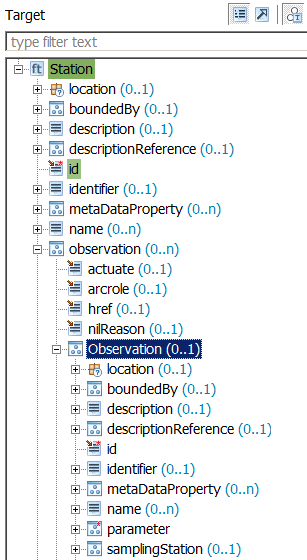 Target
type filter text
ft Station
location (0..1)
boundedBy (0..1)
description (0..1)
descriptionReference (0..1)
id
identifier (0..1)
metaDataProperty (0..n)
name (0..n)
observation (0..n)
actuate (0..1)
arcrole (0..1)
href (0..1)
nilReason (0..1)
Observation (0..1)
location (0..1)
boundedBy (0..1)
description (0..1)
descriptionReference (0..1)
id
identifier (0..1)
metaDataProperty (0..n)
name (0..n)
parameter
samplingStation (0..1)